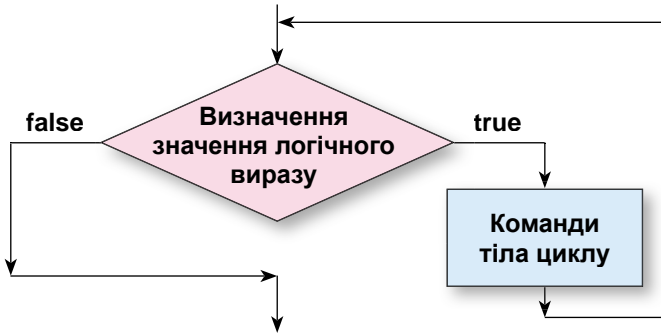 false
Визначення
значення логічного
виразу
true
Команди
тіла циклу